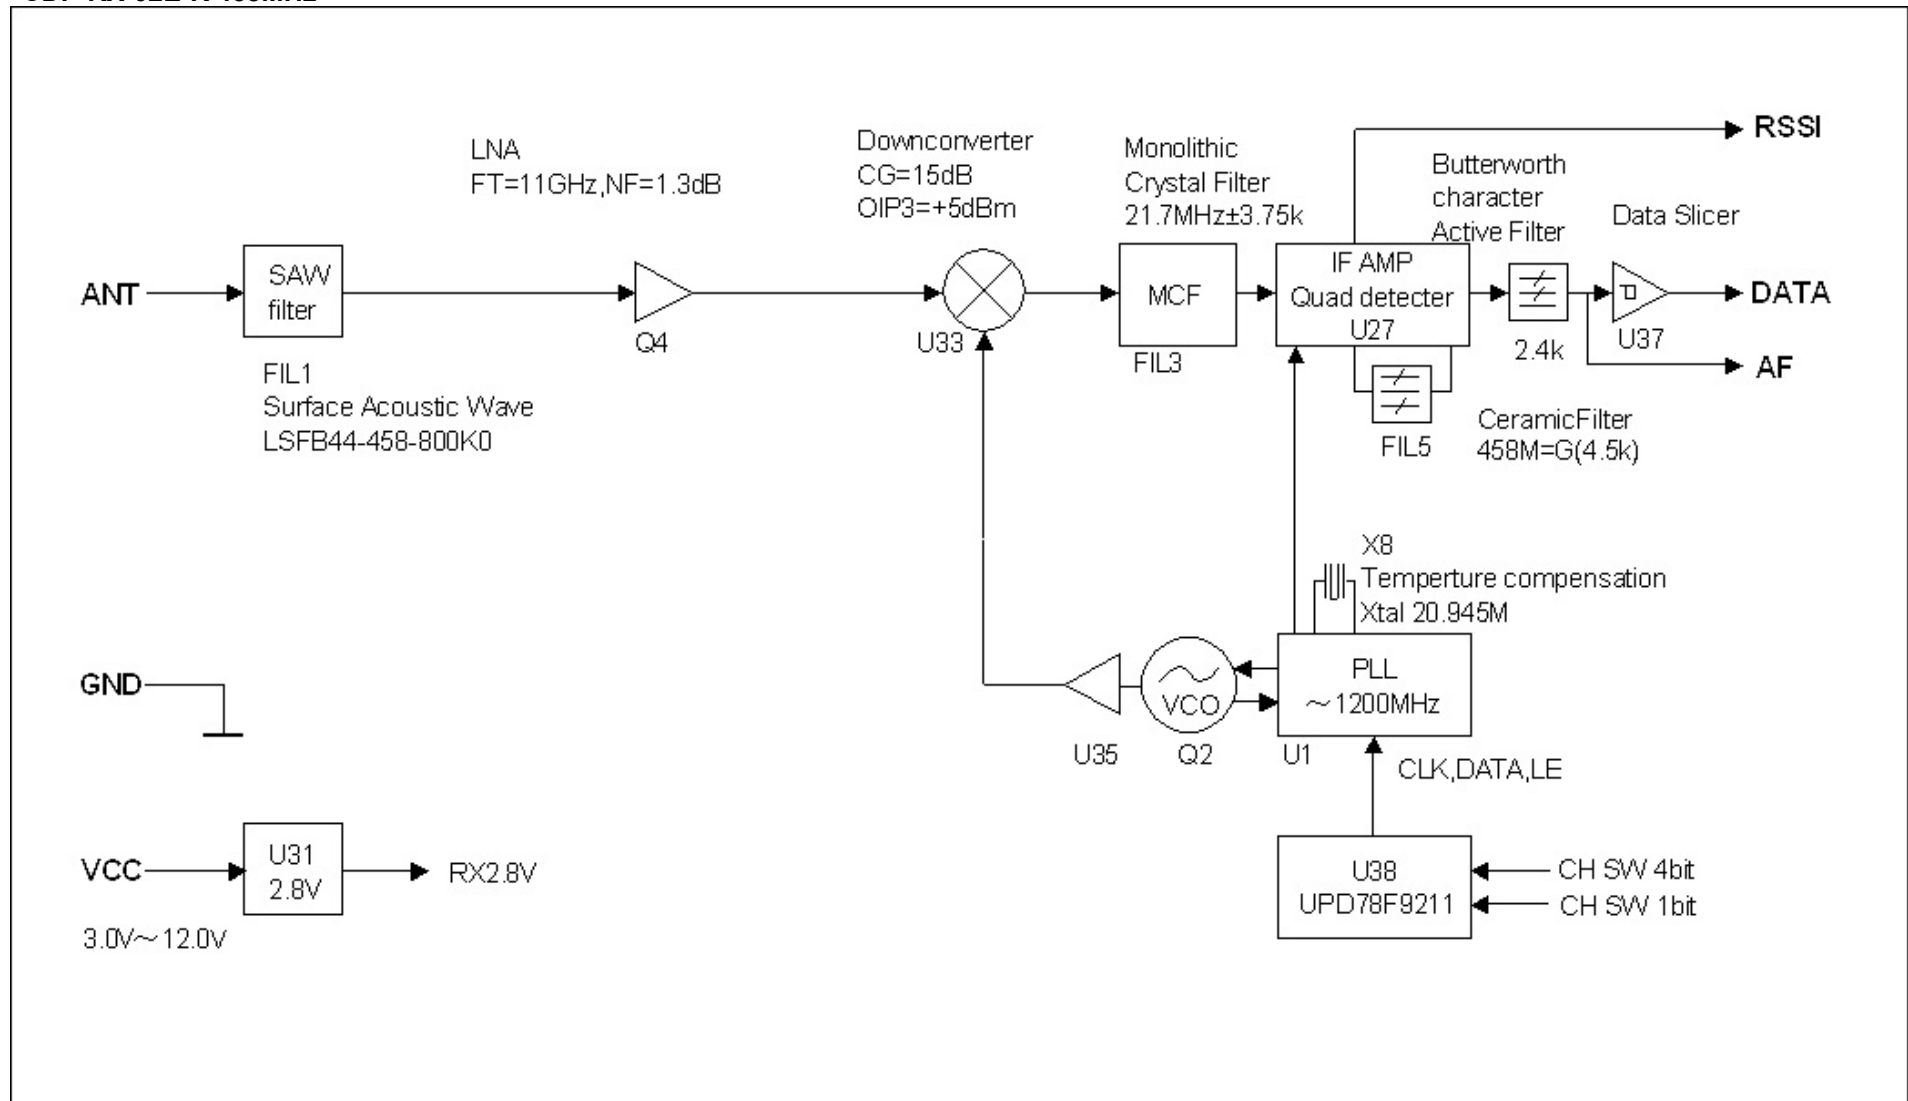 LNA
FT=11GHz,NF=1.3dB
Downconverter
CG=15dB
OIP3=+5dBm
Monolithic
Crystal Filter
21.7MHz±3.75k
RSSI
Butterworth
character
Active Filter
Data Slicer
ANT
SAW
filter
Q4
U33
MCF
FIL3
IF AMP
Quad detecter
U27
2.4k
U37
DATA
AF
FIL1
Surface Acoustic Wave
LSFB44-458-800K0
FIL5
CeramicFilter
458M=G(4.5k)
X8
Temperture compensation
Xtal 20.945M
GND
U35
VCO
Q2
PLL
～1200MHz
U1
CLK,DATA,LE
VCC
3.0V～12.0V
U31
2.8V
RX2.8V
U38
UPD78F9211
CH SW 4bit
CH SW 1bit